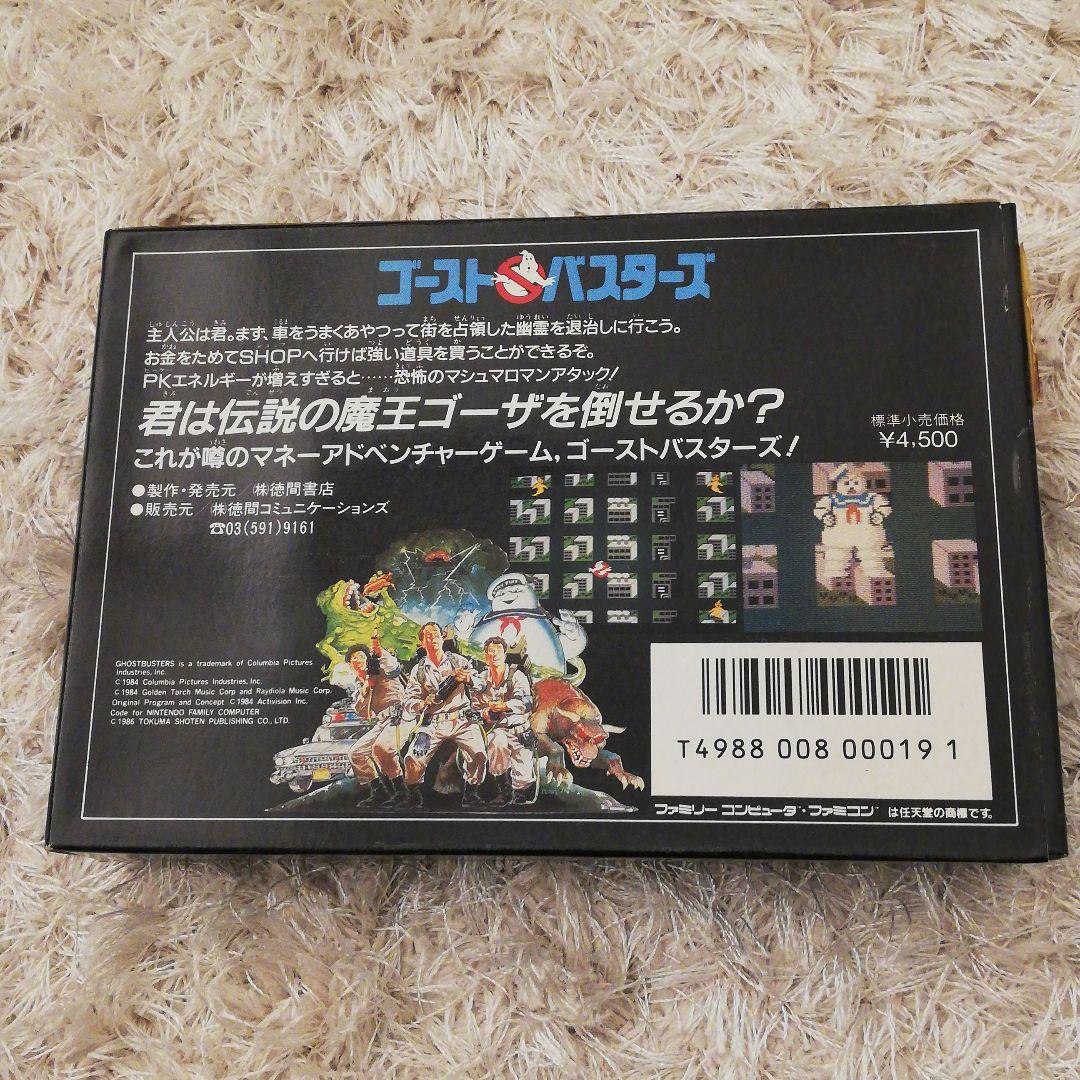 ゴーストバスターズ
主人公は君。まず、車をうまくあやつって街を占領した幽霊を退治しに行こう。
お金をためてSHOPへ行けば強い道具を買うことができるぞ。
PKエネルギーが増えすぎると……恐怖のマシュマロマンアタック!
君は伝説の魔王ゴーザを倒せるか?
これが噂のマネーアドベンチャーゲーム,ゴーストバスターズ!
標準小売価格
¥4,500
●製作・発売元 ㈱徳間書店
●販売元 ㈱徳間コミュニケーションズ
☎03(591)9161
GHOSTBUSTERS is a trademark of Columbia Pictures
Industries, Inc.
© 1984 Columbia Pictures Industries, Inc.
© 1984 Golden Torch Music Corp and Raydiola Music Corp.
Original Program and Concept © 1984 Activision Inc.
Code for NINTENDO FAMILY COMPUTER
© 1986 TOKUMA SHOTEN PUBLISHING CO., LTD.
T4988 008 00019 1
ファミリーコンピュータ™・ファミコン™は任天堂の商標です。